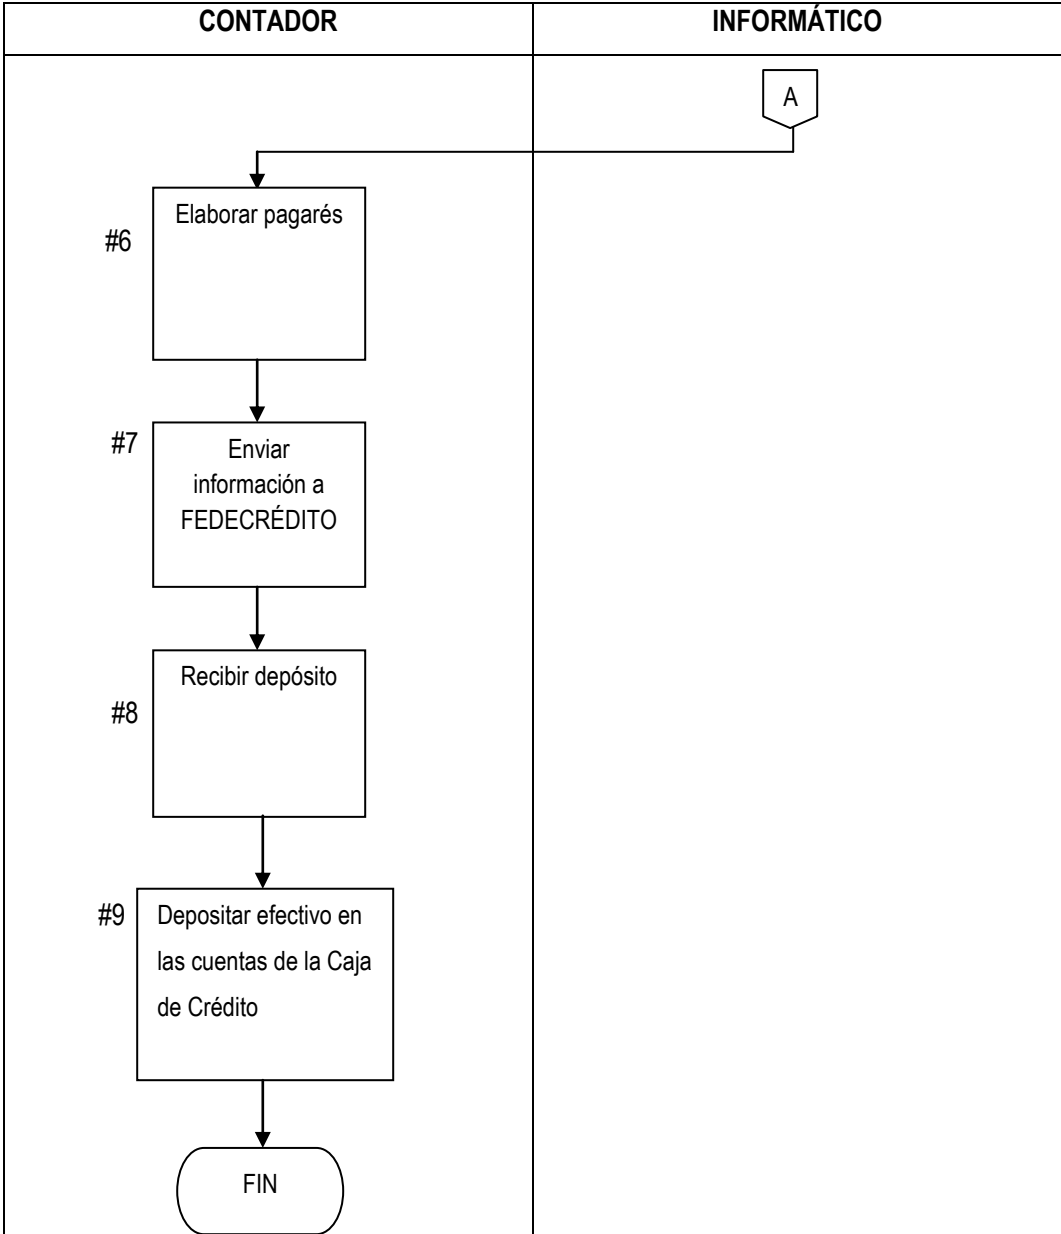 CONTADOR
INFORMÁTICO
A
#6
Elaborar pagarés
#7
Enviar
información a
FEDECRÉDITO
#8
Recibir depósito
#9
Depositar efectivo en
las cuentas de la Caja
de Crédito
FIN